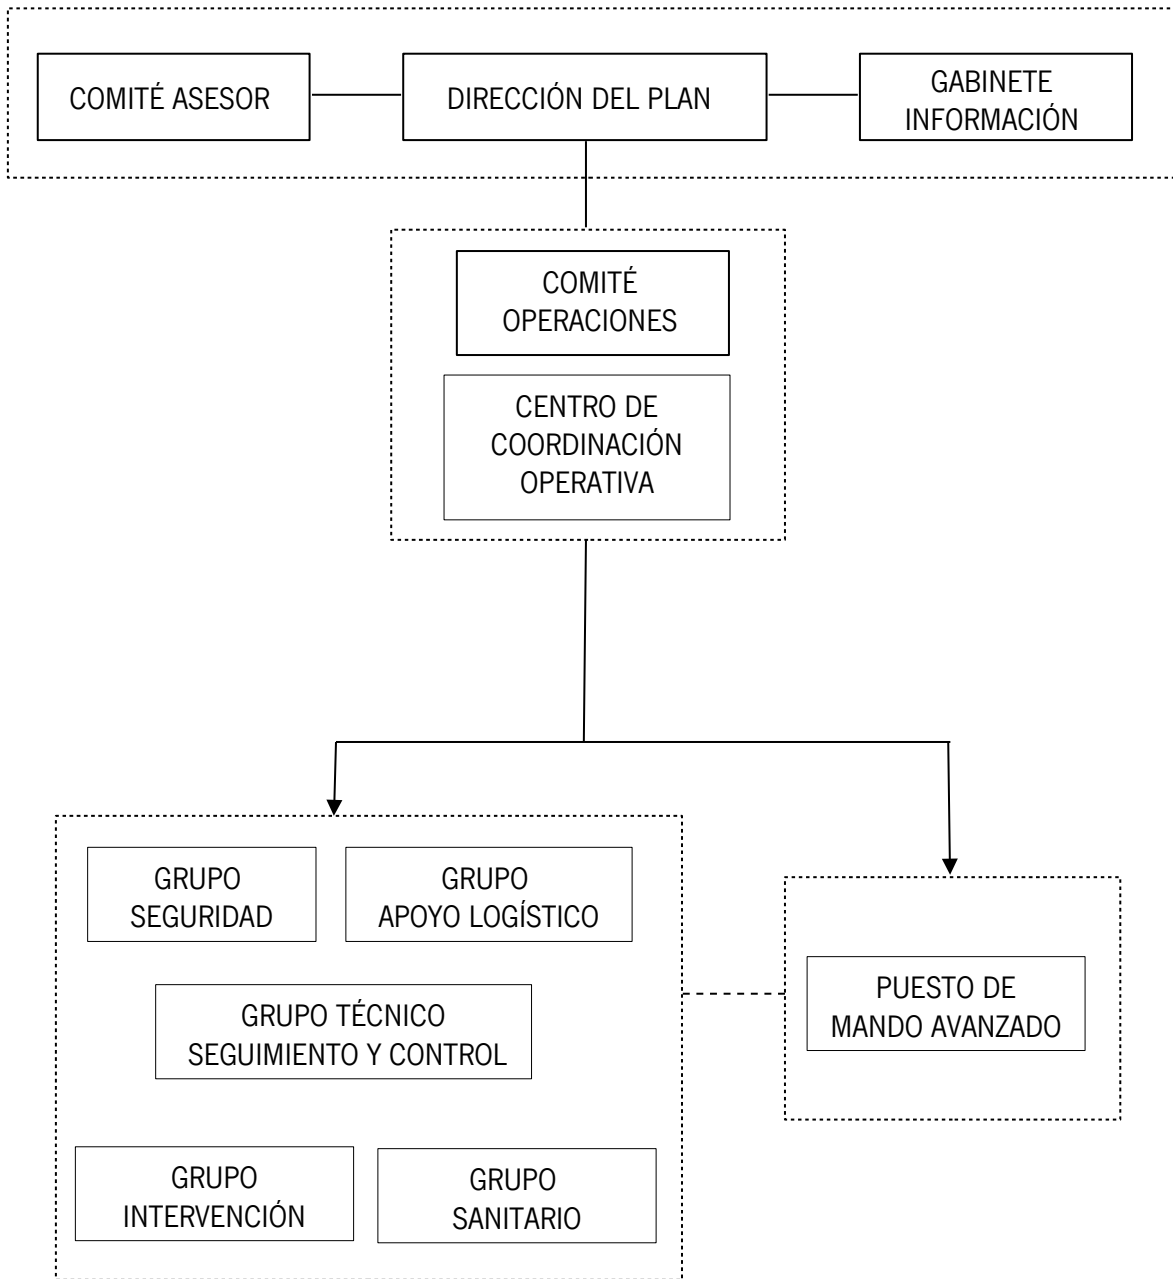 COMITÉ ASESOR
DIRECCIÓN DEL PLAN
GABINETE
INFORMACIÓN
COMITÉ
OPERACIONES
CENTRO DE
COORDINACIÓN
OPERATIVA
GRUPO
SEGURIDAD
GRUPO
APOYO LOGÍSTICO
GRUPO TÉCNICO
SEGUIMIENTO Y CONTROL
PUESTO DE
MANDO AVANZADO
GRUPO
INTERVENCIÓN
GRUPO
SANITARIO